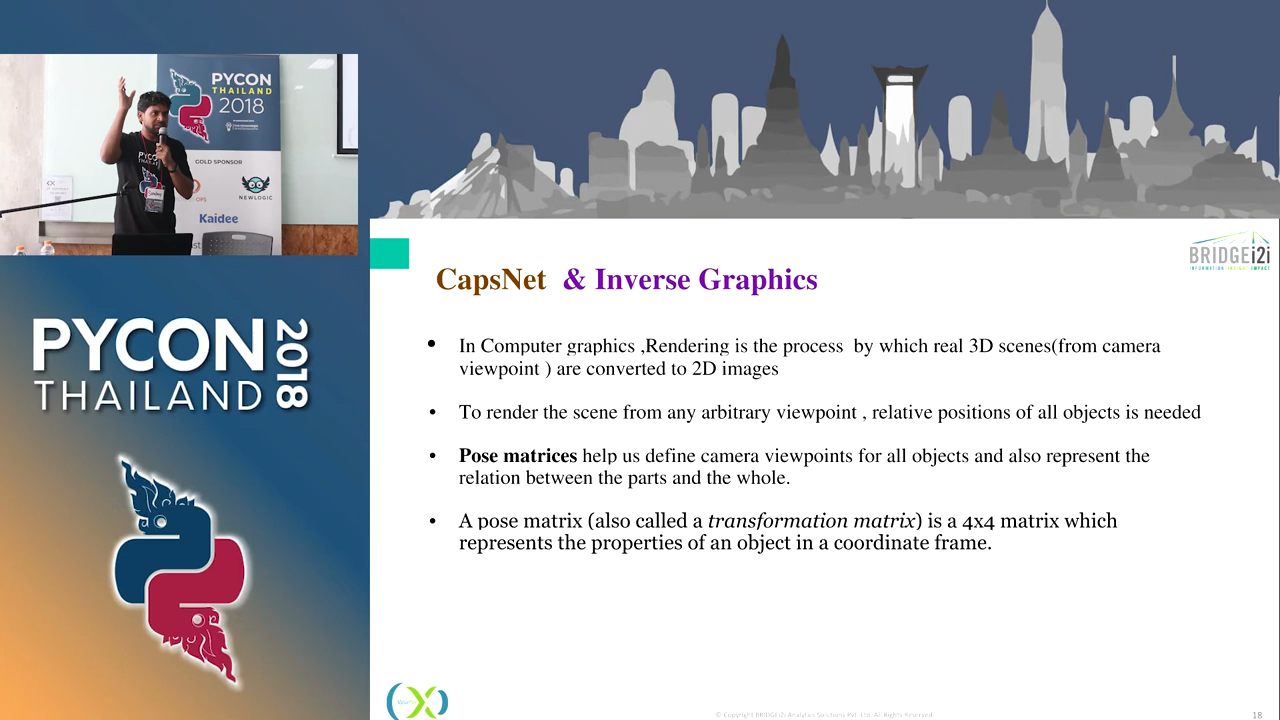 PYCON
THAILAND
2018
GOLD SPONSOR
NEWLOGIC
Kaidee
PYCON
THAILAND
2018
BRIDGEi2i
INFORMATION INSIGHT IMPACT
CapsNet & Inverse Graphics
• In Computer graphics ,Rendering is the process by which real 3D scenes(from camera
viewpoint ) are converted to 2D images
• To render the scene from any arbitrary viewpoint , relative positions of all objects is needed
• Pose matrices help us define camera viewpoints for all objects and also represent the
relation between the parts and the whole.
• A pose matrix (also called a transformation matrix) is a 4x4 matrix which
represents the properties of an object in a coordinate frame.
© Copyright BRIDGEi2i Analytics Solutions Pvt. Ltd. All Rights Reserved
18